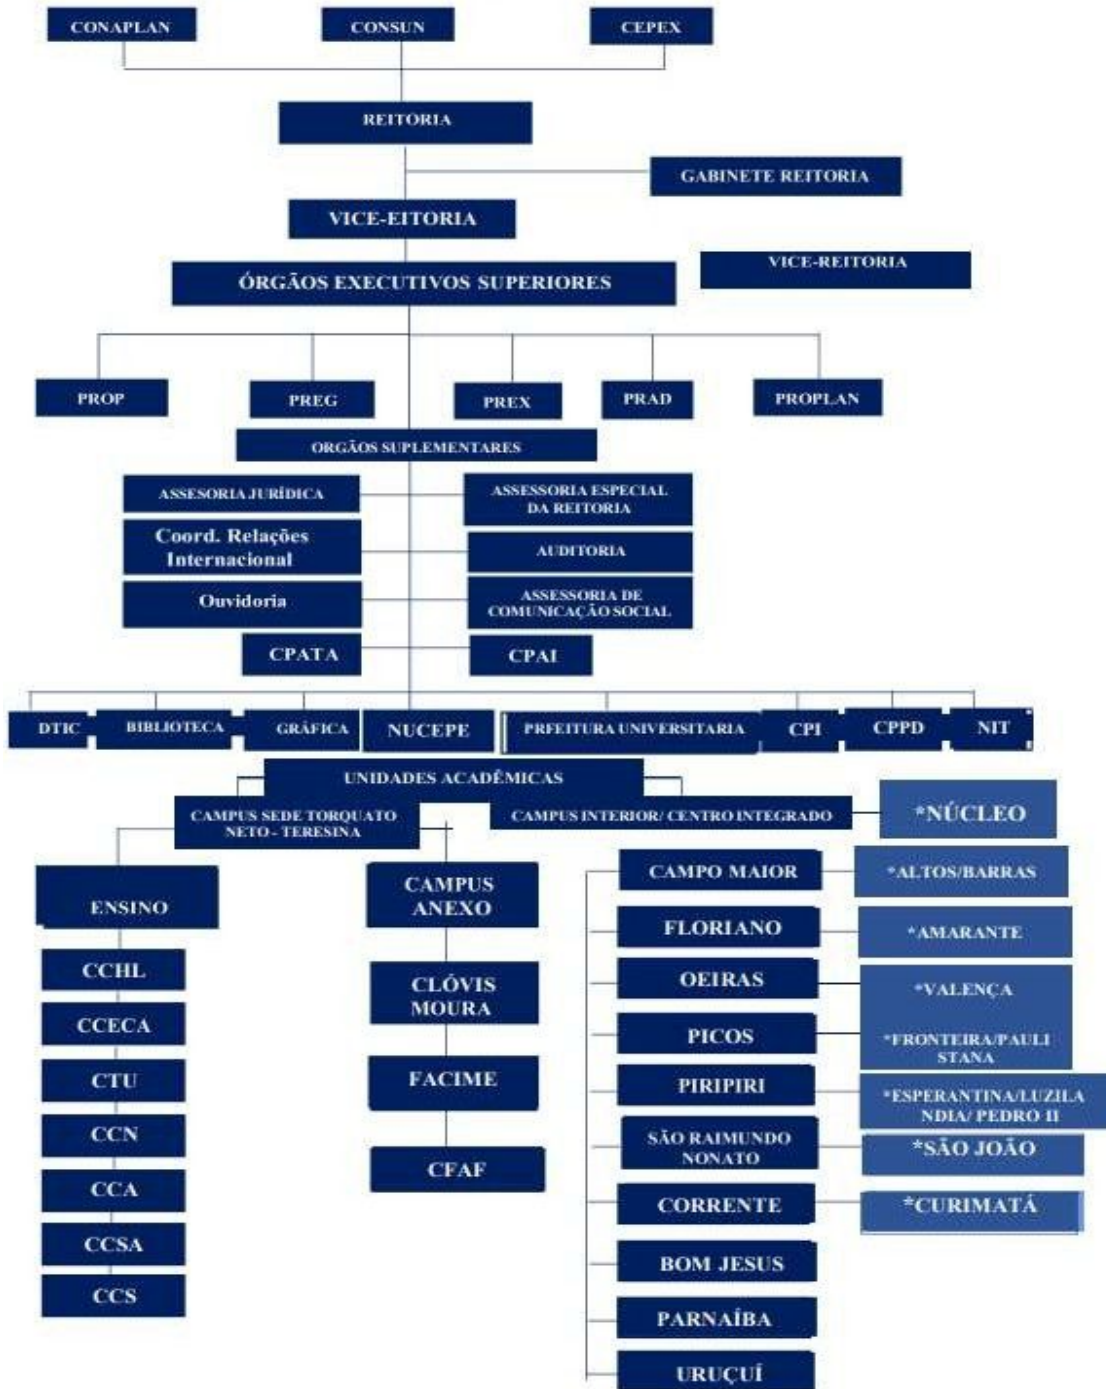 CONAPLAN
CONSUN
CEPEX
REITORIA
GABINETE REITORIA
VICE-EITORIA
VICE-REITORIA
ÓRGÃOS EXECUTIVOS SUPERIORES
PROP
PREG
PREX
PRAD
PROPLAN
ORGÃOS SUPLEMENTARES
ASSESORIA JURÍDICA
ASSESSORIA ESPECIAL
DA REITORIA
Coord. Relações
Internacional
AUDITORIA
Ouvidoria
ASSESSORIA DE
COMUNICAÇÃO SOCIAL
CPATA
CPAI
DTIC
BIBLIOTECA
GRÁFICA
NUCEPE
PRFEITURA UNIVERSITARIA
CPI
CPPD
NIT
UNIDADES ACADÊMICAS
CAMPUS SEDE TORQUATO
NETO - TERESINA
CAMPUS INTERIOR/ CENTRO INTEGRADO
*NÚCLEO
ENSINO
CCHL
CCECA
CTU
CCN
CCA
CCSA
CCS
CAMPUS
ANEXO
CLÓVIS
MOURA
FACIME
CFAF
CAMPO MAIOR
*ALTOS/BARRAS
FLORIANO
*AMARANTE
OEIRAS
*VALENÇA
PICOS
*FRONTEIRA/PAULI
STANA
PIRIPIRI
*ESPERANTINA/LUZILA
NDIA/ PEDRO II
SÃO RAIMUNDO
NONATO
*SÃO JOÃO
CORRENTE
*CURIMATÁ
BOM JESUS
PARNAÍBA
URUÇUÍ